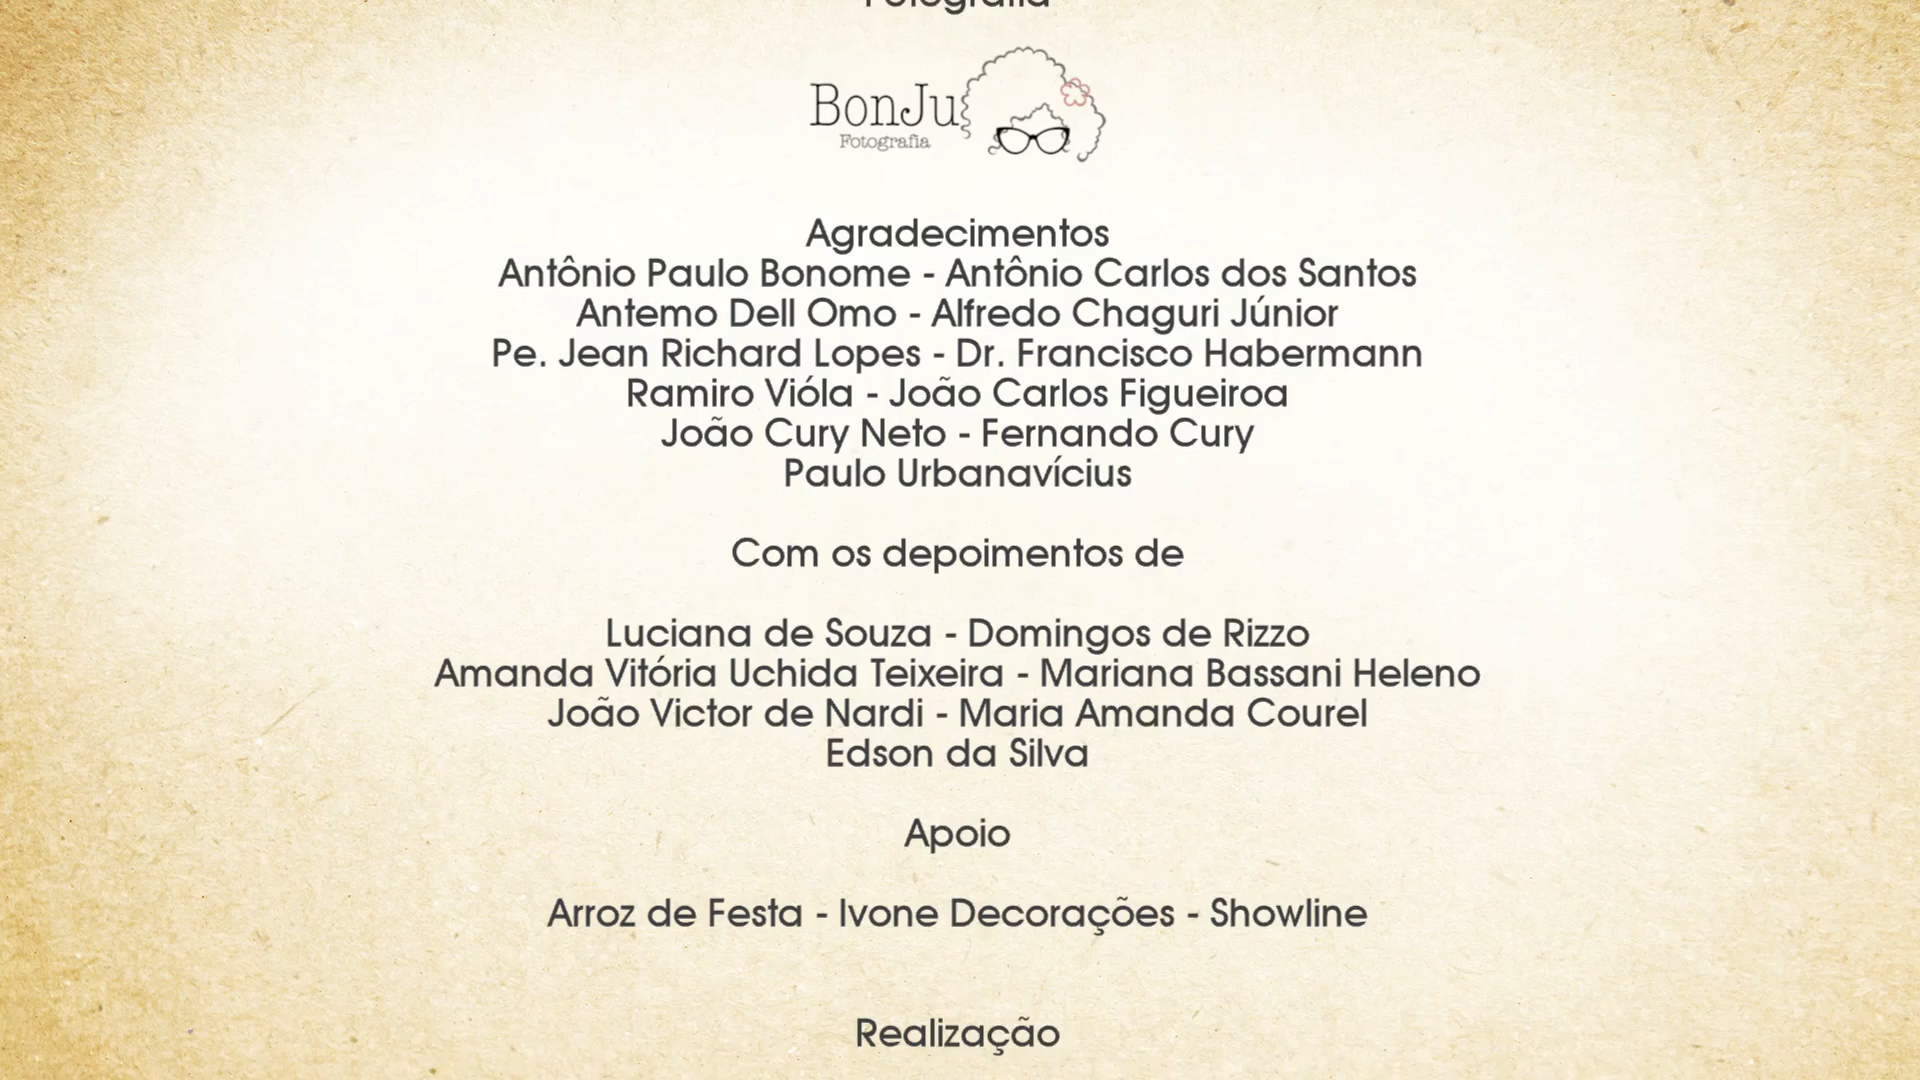 Fotografia
BonJu
Fotografia
Agradecimentos
Antônio Paulo Bonome - Antônio Carlos dos Santos
Antemo Dell Omo - Alfredo Chaguri Júnior
Pe. Jean Richard Lopes - Dr. Francisco Habermann
Ramiro Vióla - João Carlos Figueiroa
João Cury Neto - Fernando Cury
Paulo Urbanavícius
Com os depoimentos de
Luciana de Souza - Domingos de Rizzo
Amanda Vitória Uchida Teixeira - Mariana Bassani Heleno
João Victor de Nardi - Maria Amanda Courel
Edson da Silva
Apoio
Arroz de Festa - Ivone Decorações - Showline
Realização